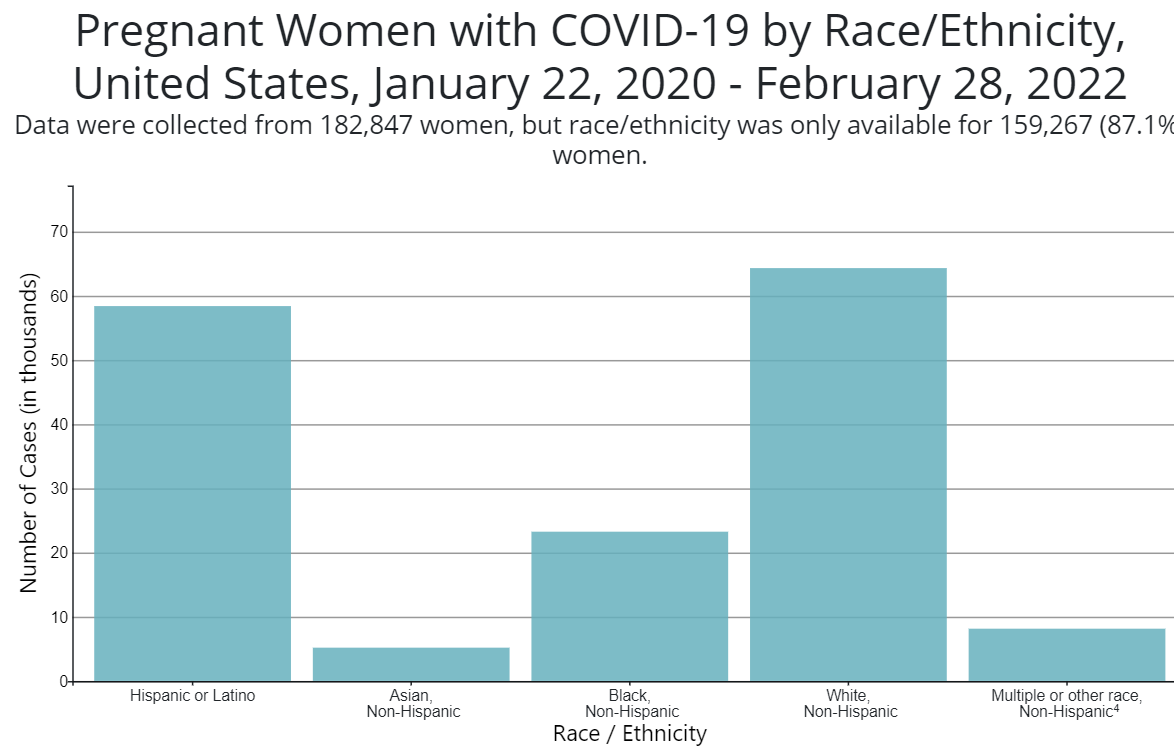 Pregnant Women with COVID-19 by Race/Ethnicity,
United States, January 22, 2020 - February 28, 2022
Data were collected from 182,847 women, but race/ethnicity was only available for 159,267 (87.1%
women.
Number of Cases (in thousands)
70
60
50
40
30
20
10
0
Hispanic or Latino
Asian,
Non-Hispanic
Black,
Non-Hispanic
White,
Non-Hispanic
Multiple or other race,
Non-Hispanic⁴
Race / Ethnicity